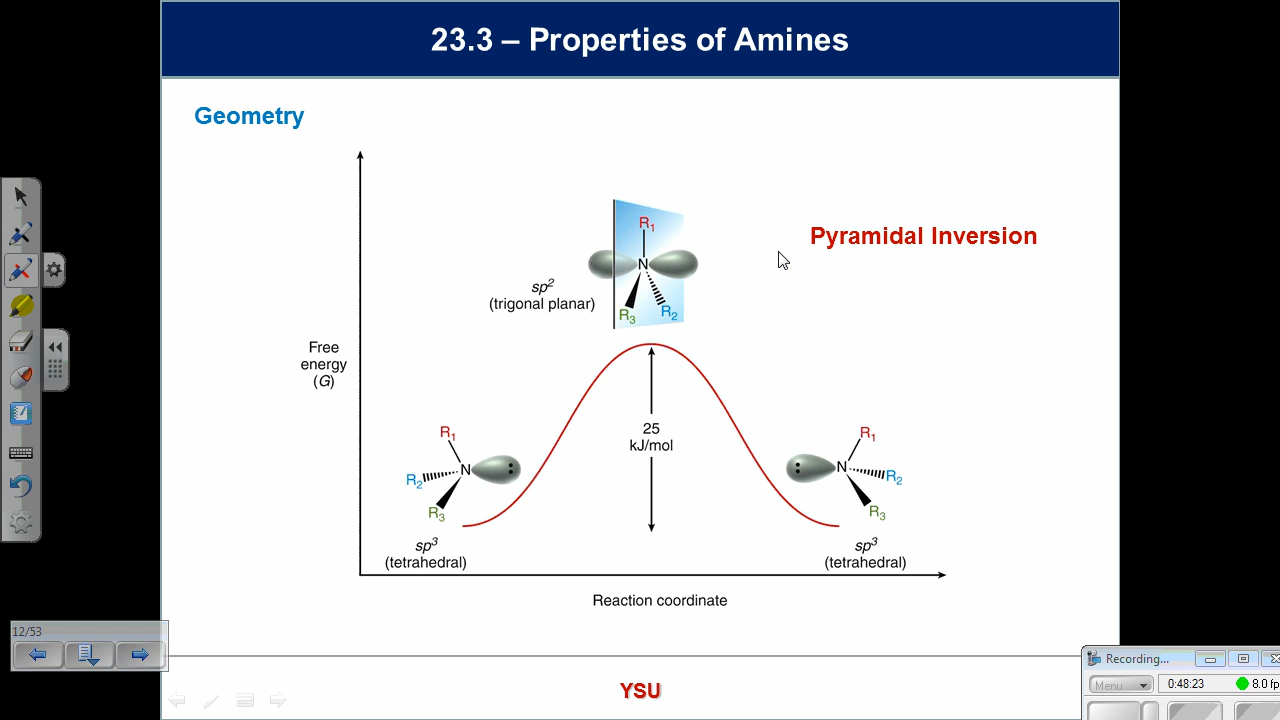 23.3 – Properties of Amines
Geometry
Pyramidal Inversion
R1
N
R3
R2
sp2
(trigonal planar)
Free
energy
(G)
25
kJ/mol
R1
R2
N
R3
sp3
(tetrahedral)
R1
N
R2
R3
sp3
(tetrahedral)
Reaction coordinate
12/53
YSU
Recording...
Menu
0:48:23
8.0 fp